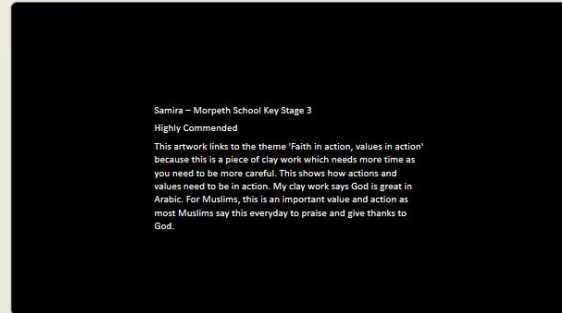 Samira – Morpeth School Key Stage 3
Highly Commended
This artwork links to the theme 'Faith in action, values in action'
because this is a piece of clay work which needs more time as
you need to be more careful. This shows how actions and
values need to be in action. My clay work says God is great in
Arabic. For Muslims, this is an important value and action as
most Muslims say this everyday to praise and give thanks to
God.